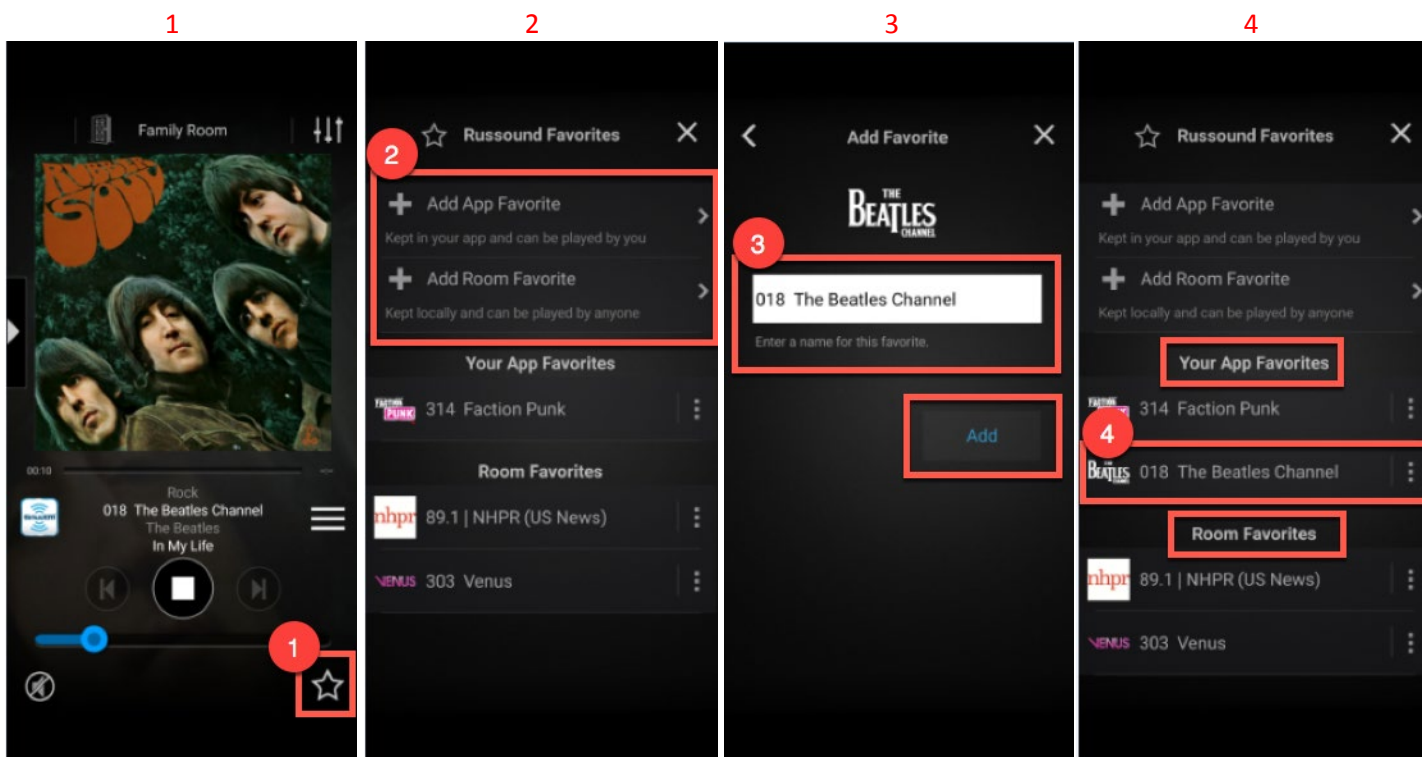 1
Family Room
RUBBER
SOUL
00:10
Rock
018 The Beatles Channel
The Beatles
In My Life
1
2
Russound Favorites
2
Add App Favorite
Kept in your app and can be played by you
Add Room Favorite
Kept locally and can be played by anyone
Your App Favorites
FACTION
PUNK
314 Faction Punk
Room Favorites
nhpr
89.1 | NHPR (US News)
VENUS
303 Venus
3
Add Favorite
THE
BEATLES
CHANNEL
3
018 The Beatles Channel
Enter a name for this favorite.
Add
4
Russound Favorites
Add App Favorite
Kept in your app and can be played by you
Add Room Favorite
Kept locally and can be played by anyone
Your App Favorites
FACTION
314 Faction Punk
4
THE
BEATLES
018 The Beatles Channel
Room Favorites
nhpr
89.1 | NHPR (US News)
VENUS
303 Venus